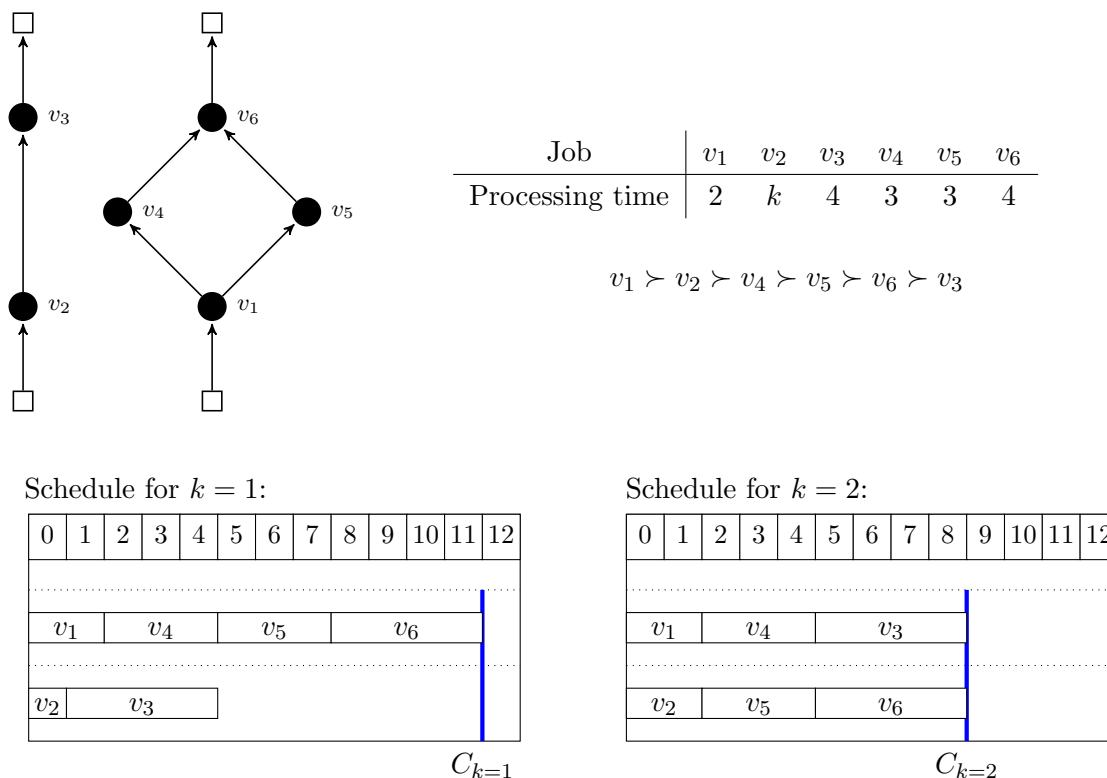 v₃ v₆
Job v₁ v₂ v₃ v₄ v₅ v₆
Processing time 2 k 4 3 3 4
v₄ v₅
v₁ ≻ v₂ ≻ v₄ ≻ v₅ ≻ v₆ ≻ v₃
v₂ v₁
Schedule for k = 1:
0 1 2 3 4 5 6 7 8 9 10 11 12
v₁ v₄ v₅ v₆
v₂ v₃
C_{k=1}
Schedule for k = 2:
0 1 2 3 4 5 6 7 8 9 10 11 12
v₁ v₄ v₃
v₂ v₅ v₆
C_{k=2}